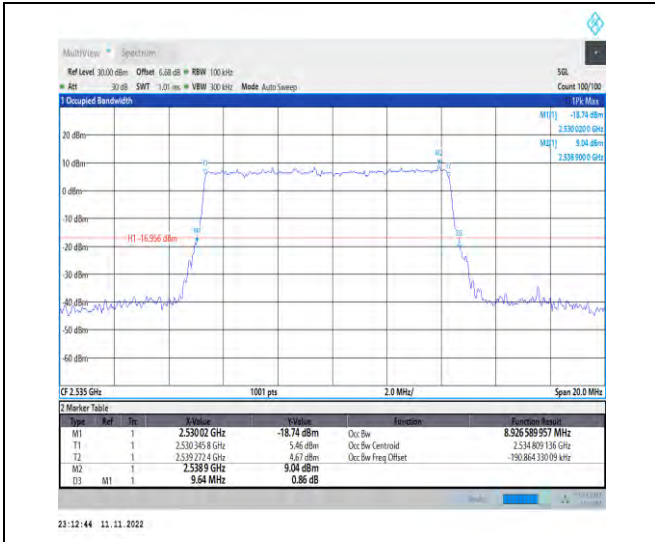 MultiView Spectrum
Ref Level 30.00 dBm Offset 6.68 dB RBW 100 kHz SGL
Att 30 dB SWT 1.01 ms VBW 300 kHz Mode Auto Sweep Count 100/100
1 Occupied Bandwidth 1Pk Max
M1[1] -18.74 dBm
2.530 020 0 GHz
M2[1] 9.04 dBm
2.538 900 0 GHz
20 dBm
M2
T1
10 dBm
0 dBm
-10 dBm
H1 -16.956 dBm
-20 dBm
-30 dBm
-40 dBm
-50 dBm
-60 dBm
CF 2.535 GHz 1001 pts 2.0 MHz/ Span 20.0 MHz
2 Marker Table
Type Ref Trc X-Value Y-Value Function Function Result
M1 1 2.53002 GHz -18.74 dBm Occ Bw 8.926 589 957 MHz
T1 1 2.530 345 8 GHz 5.46 dBm Occ Bw Centroid 2.534 809 136 GHz
T2 1 2.539 272 4 GHz 4.67 dBm Occ Bw Freq Offset -190.864 330 09 kHz
M2 1 2.5389 GHz 9.04 dBm
D3 M1 1 9.64 MHz 0.86 dB
23:12:44 11.11.2022